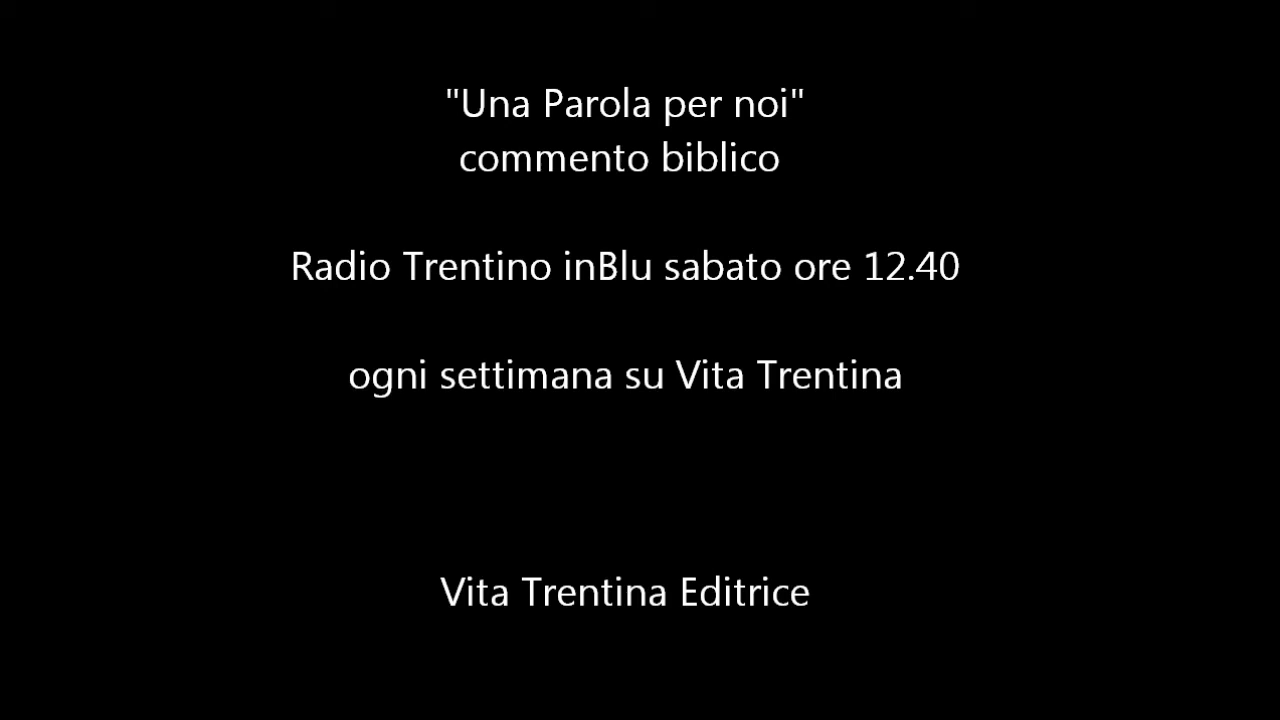 "Una Parola per noi"
commento biblico
Radio Trentino inBlu sabato ore 12.40
ogni settimana su Vita Trentina
Vita Trentina Editrice